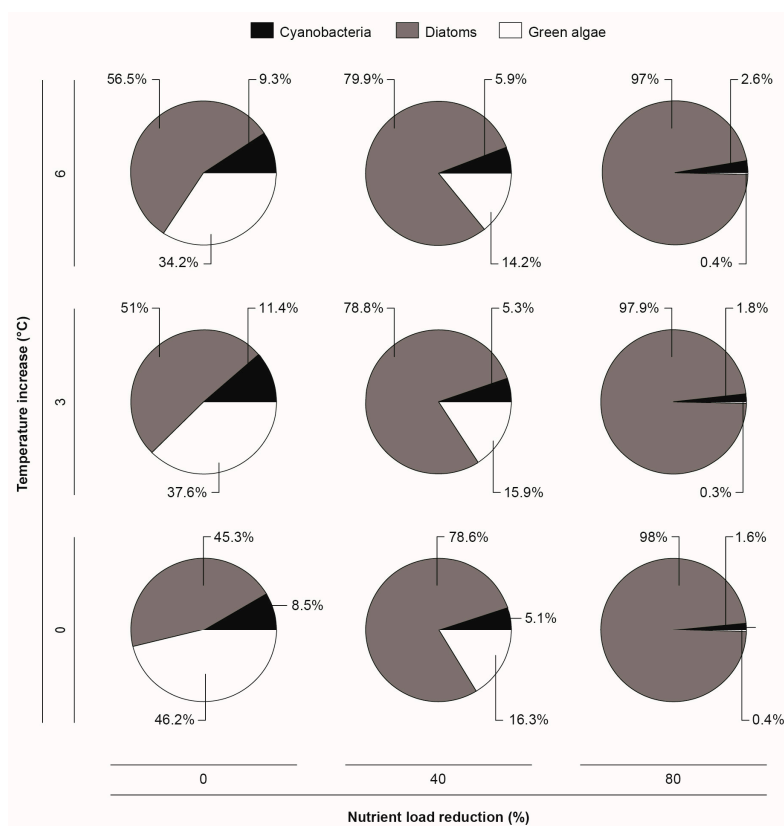 Cyanobacteria Diatoms Green algae
56.5% 9.3% 79.9% 5.9% 97% 2.6%
6
34.2% 14.2% 0.4%
51% 11.4% 78.8% 5.3% 97.9% 1.8%
Temperature increase (°C)
3
37.6% 15.9% 0.3%
45.3% 78.6% 98% 1.6%
8.5% 5.1%
0
46.2% 16.3% 0.4%
0 40 80
Nutrient load reduction (%)